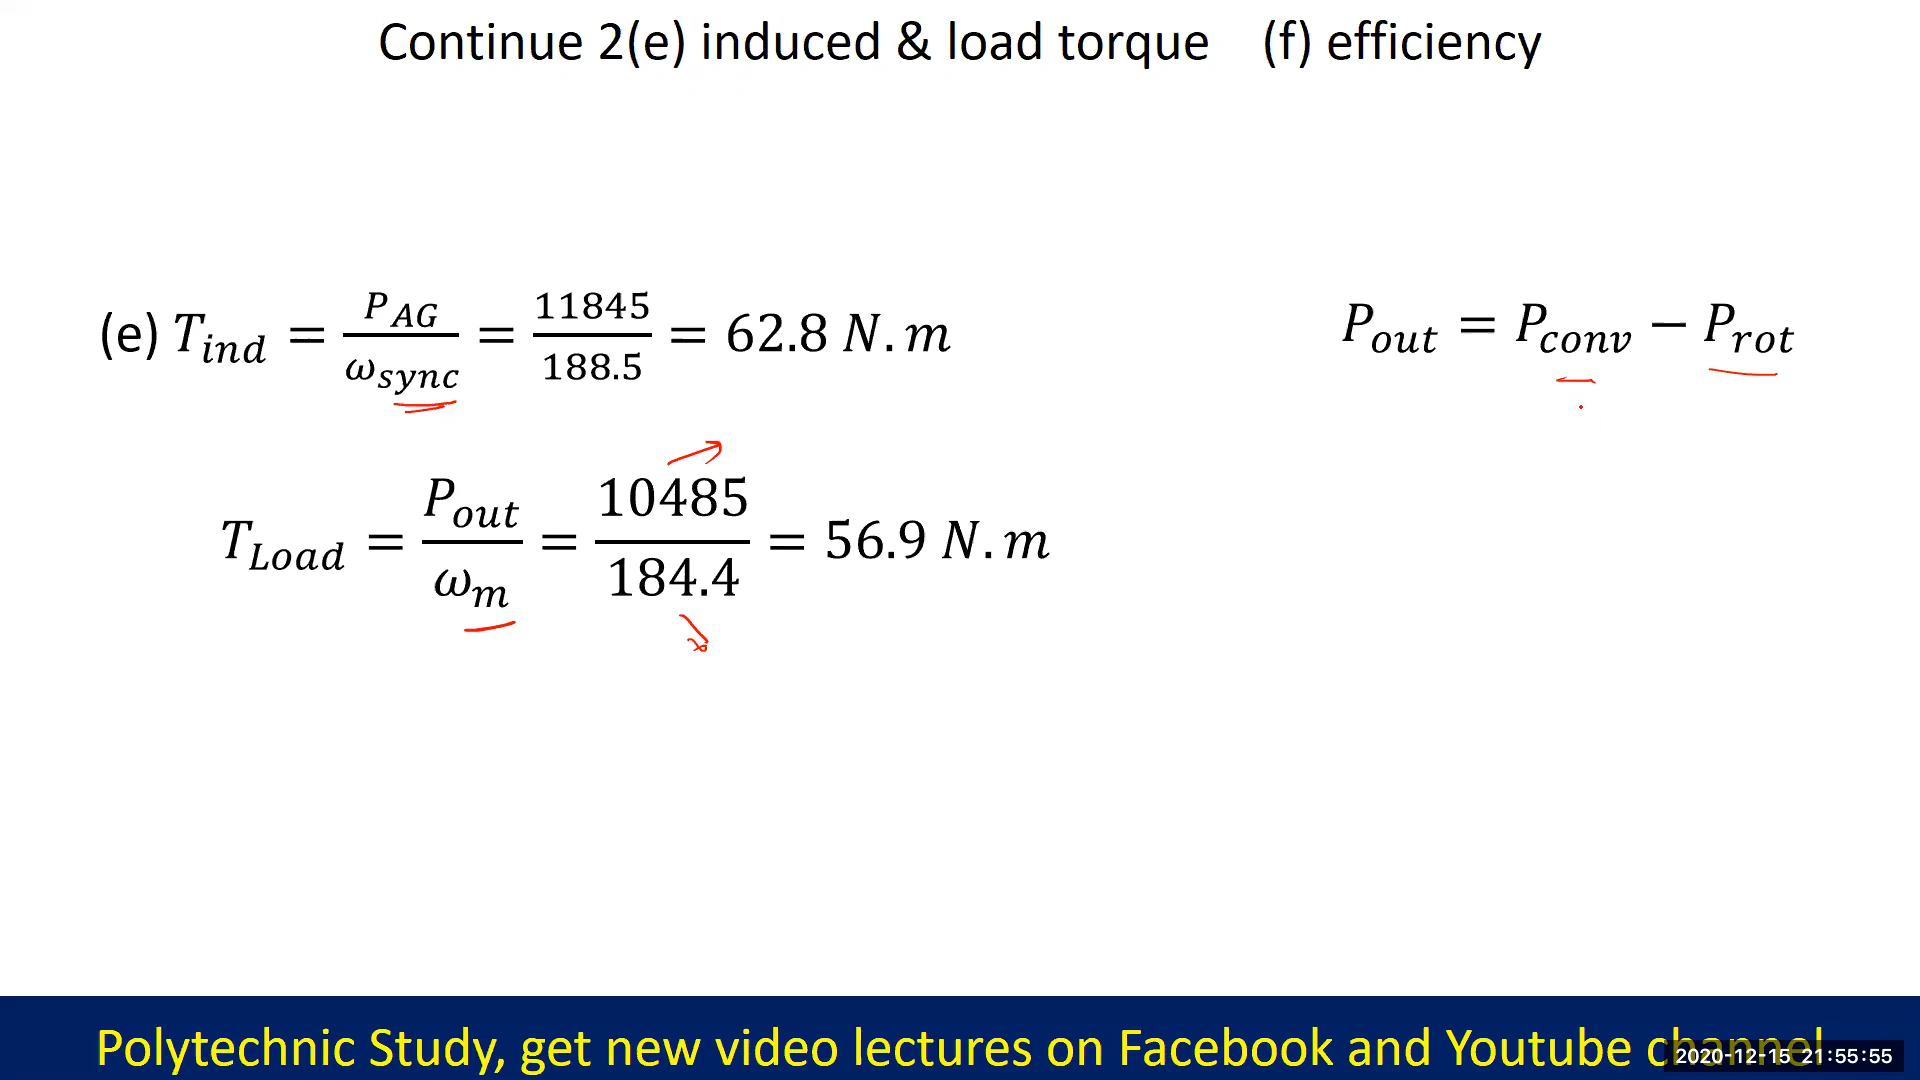 Continue 2(e) induced & load torque (f) efficiency
(e) T_ind = P_AG / ω_sync = 11845 / 188.5 = 62.8 N.m
P_out = P_conv − P_rot
T_Load = P_out / ω_m = 10485 / 184.4 = 56.9 N.m
Polytechnic Study, get new video lectures on Facebook and Youtube channel
2020-12-15 21:55:55